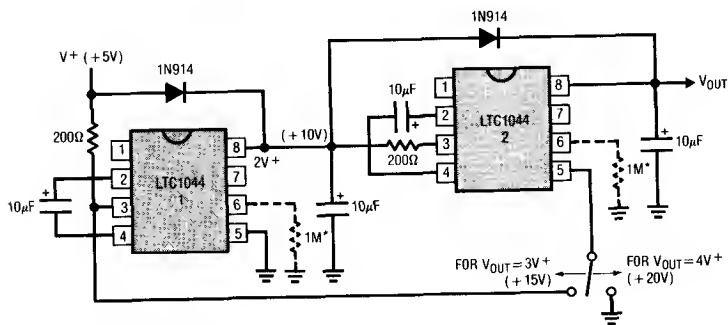 V+ (+5V)
1N914
200Ω
1
2
3
4
LTC1044
1
8
7
6
5
2V+
(+10V)
10µF
+
1M*
+
10µF
1N914
10µF
+
200Ω
1
2
3
4
LTC1044
2
8
7
6
5
VOUT
+
10µF
1M*
FOR VOUT = 3V+
(+15V)
FOR VOUT = 4V+
(+20V)